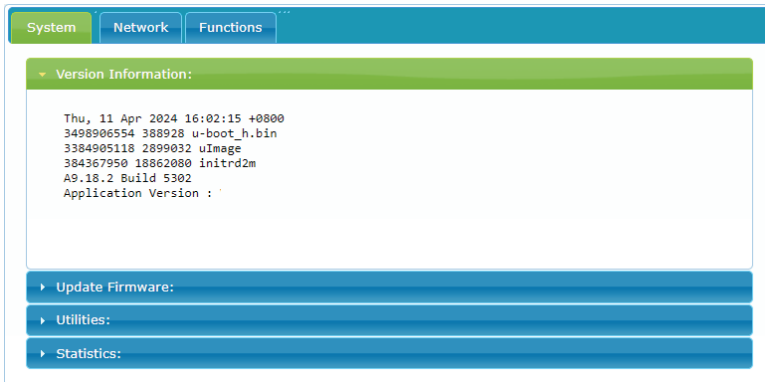 System Network Functions
Version Information:
Thu, 11 Apr 2024 16:02:15 +0800
3498906554 388928 u-boot_h.bin
3384905118 2899032 uImage
384367950 18862080 initrd2m
A9.18.2 Build 5302
Application Version :
Update Firmware:
Utilities:
Statistics: